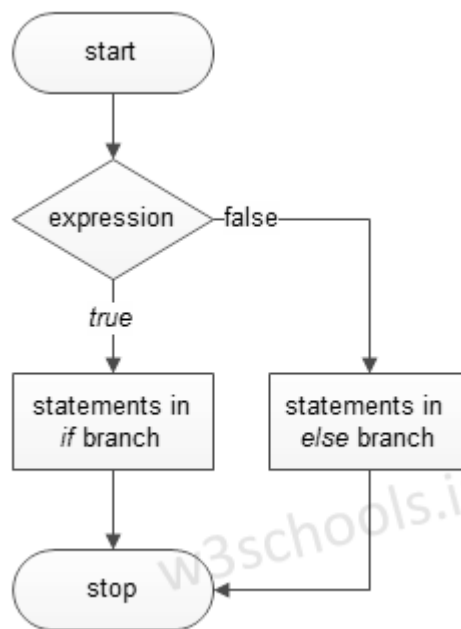 start
expression
false
true
statements in
if branch
statements in
else branch
w3schools.i
stop